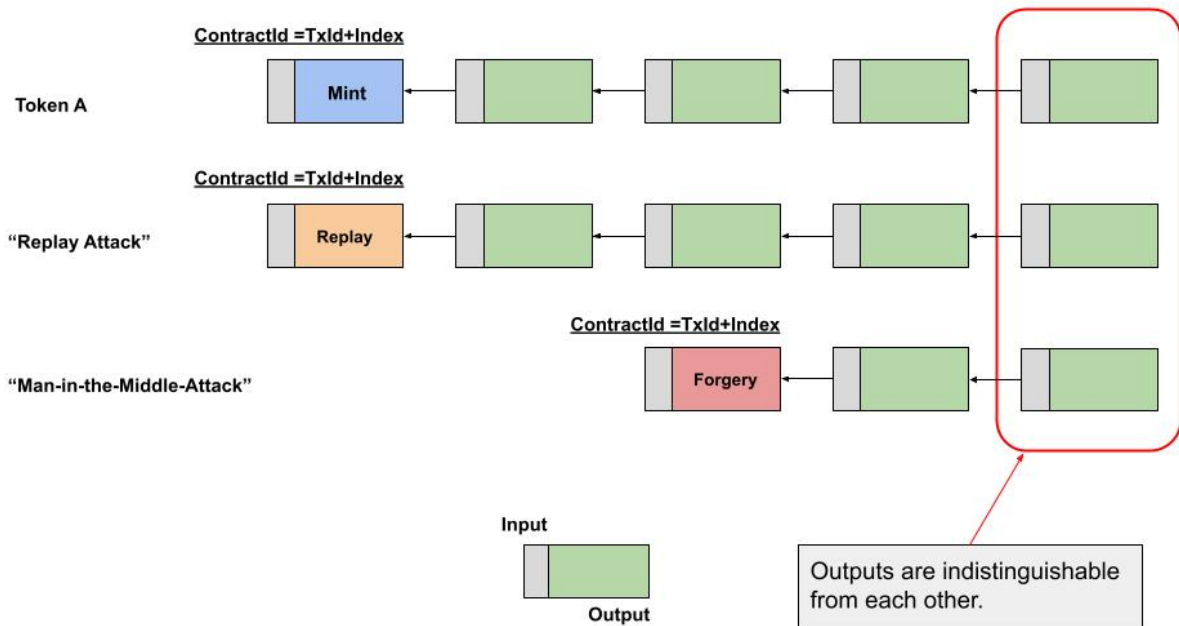 ContractId =TxId+Index
Mint
Token A
ContractId =TxId+Index
Replay
“Replay Attack”
ContractId =TxId+Index
Forgery
“Man-in-the-Middle-Attack”
Input
Output
Outputs are indistinguishable
from each other.